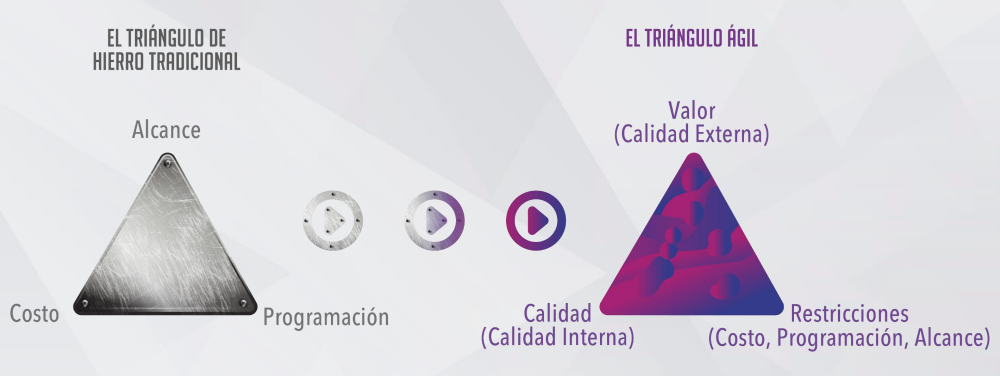 EL TRIÁNGULO DE
HIERRO TRADICIONAL
Alcance
Costo
Programación
EL TRIÁNGULO ÁGIL
Valor
(Calidad Externa)
Calidad
(Calidad Interna)
Restricciones
(Costo, Programación, Alcance)